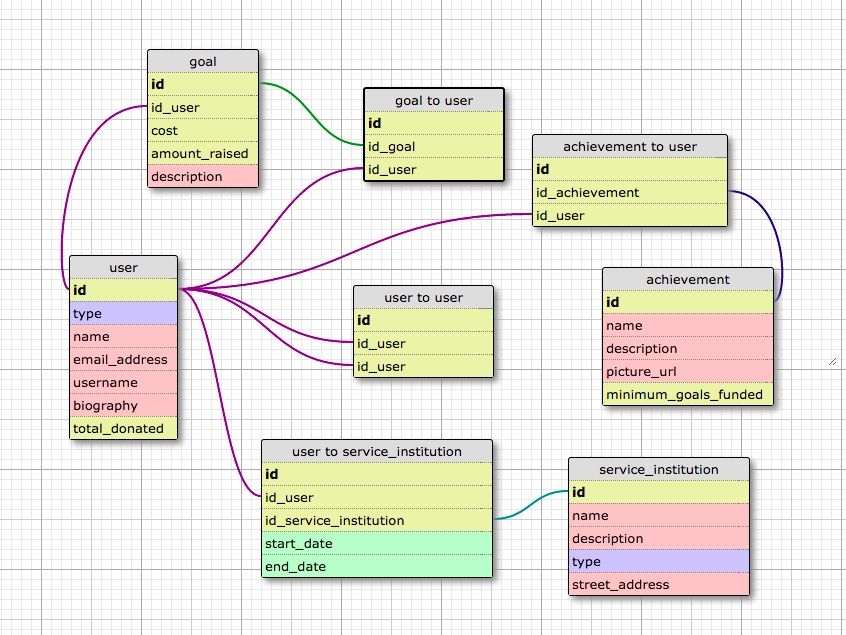 goal
id
id_user
cost
amount_raised
description
goal to user
id
id_goal
id_user
achievement to user
id
id_achievement
id_user
user
id
type
name
email_address
username
biography
total_donated
user to user
id
id_user
id_user
achievement
id
name
description
picture_url
minimum_goals_funded
user to service_institution
id
id_user
id_service_institution
start_date
end_date
service_institution
id
name
description
type
street_address